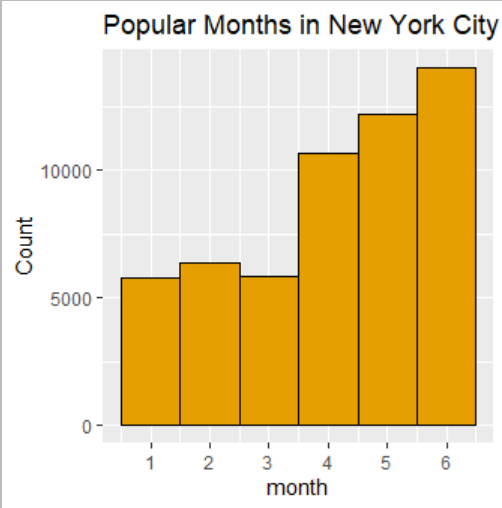 Popular Months in New York City
Count
10000
5000
0
1 2 3 4 5 6
month